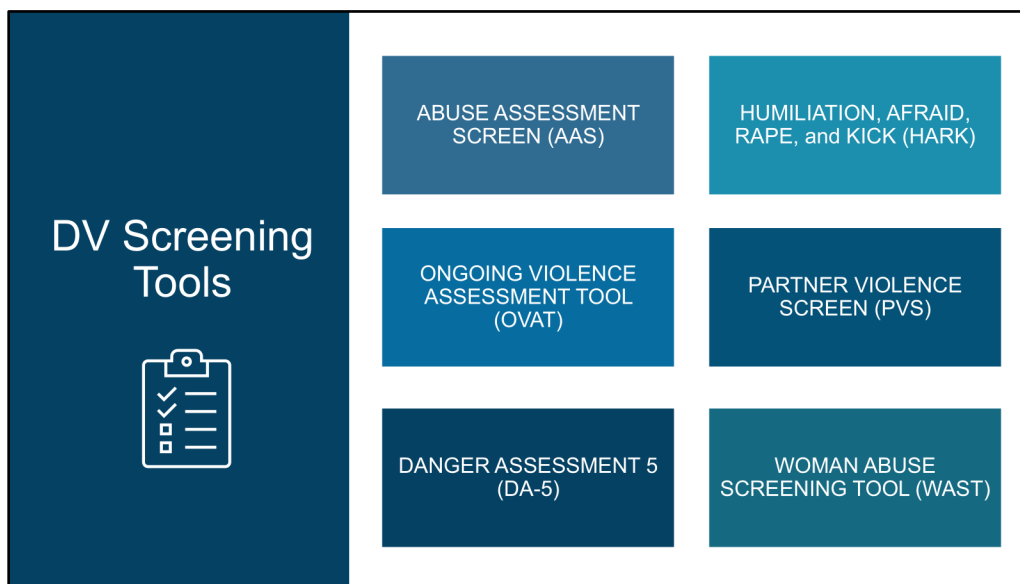 DV Screening
Tools
ABUSE ASSESSMENT
SCREEN (AAS)
HUMILIATION, AFRAID,
RAPE, and KICK (HARK)
ONGOING VIOLENCE
ASSESSMENT TOOL
(OVAT)
PARTNER VIOLENCE
SCREEN (PVS)
DANGER ASSESSMENT 5
(DA-5)
WOMAN ABUSE
SCREENING TOOL (WAST)